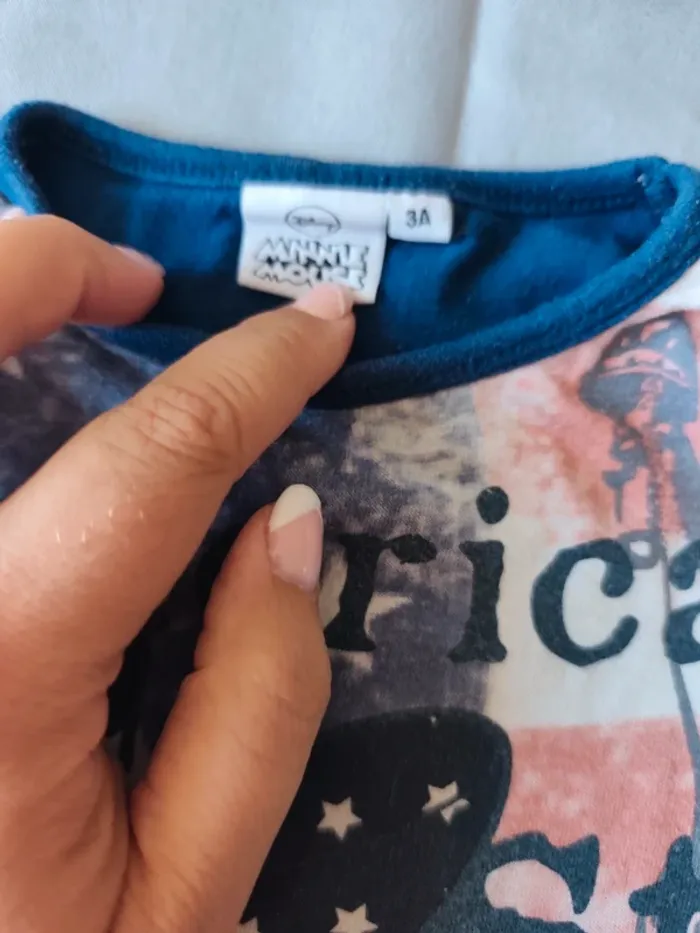 Disney
MINNIE
MOUSE
3A
rica